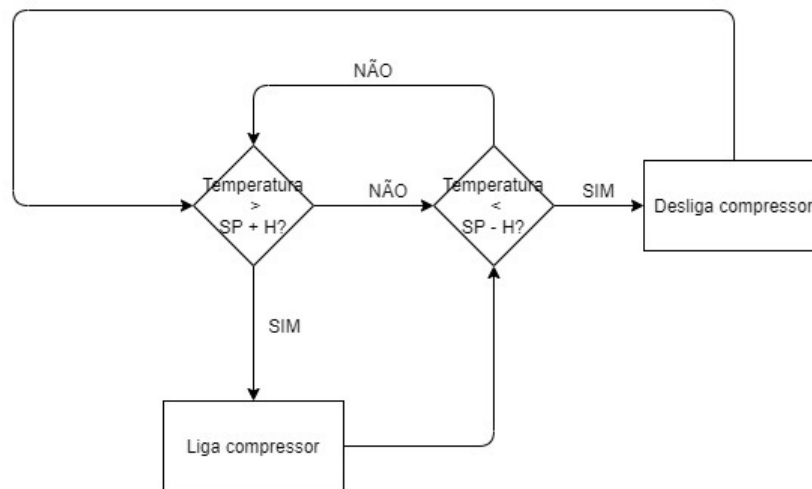 NÃO
Temperatura
>
SP + H?
NÃO
Temperatura
<
SP - H?
SIM
Desliga compressor
SIM
Liga compressor